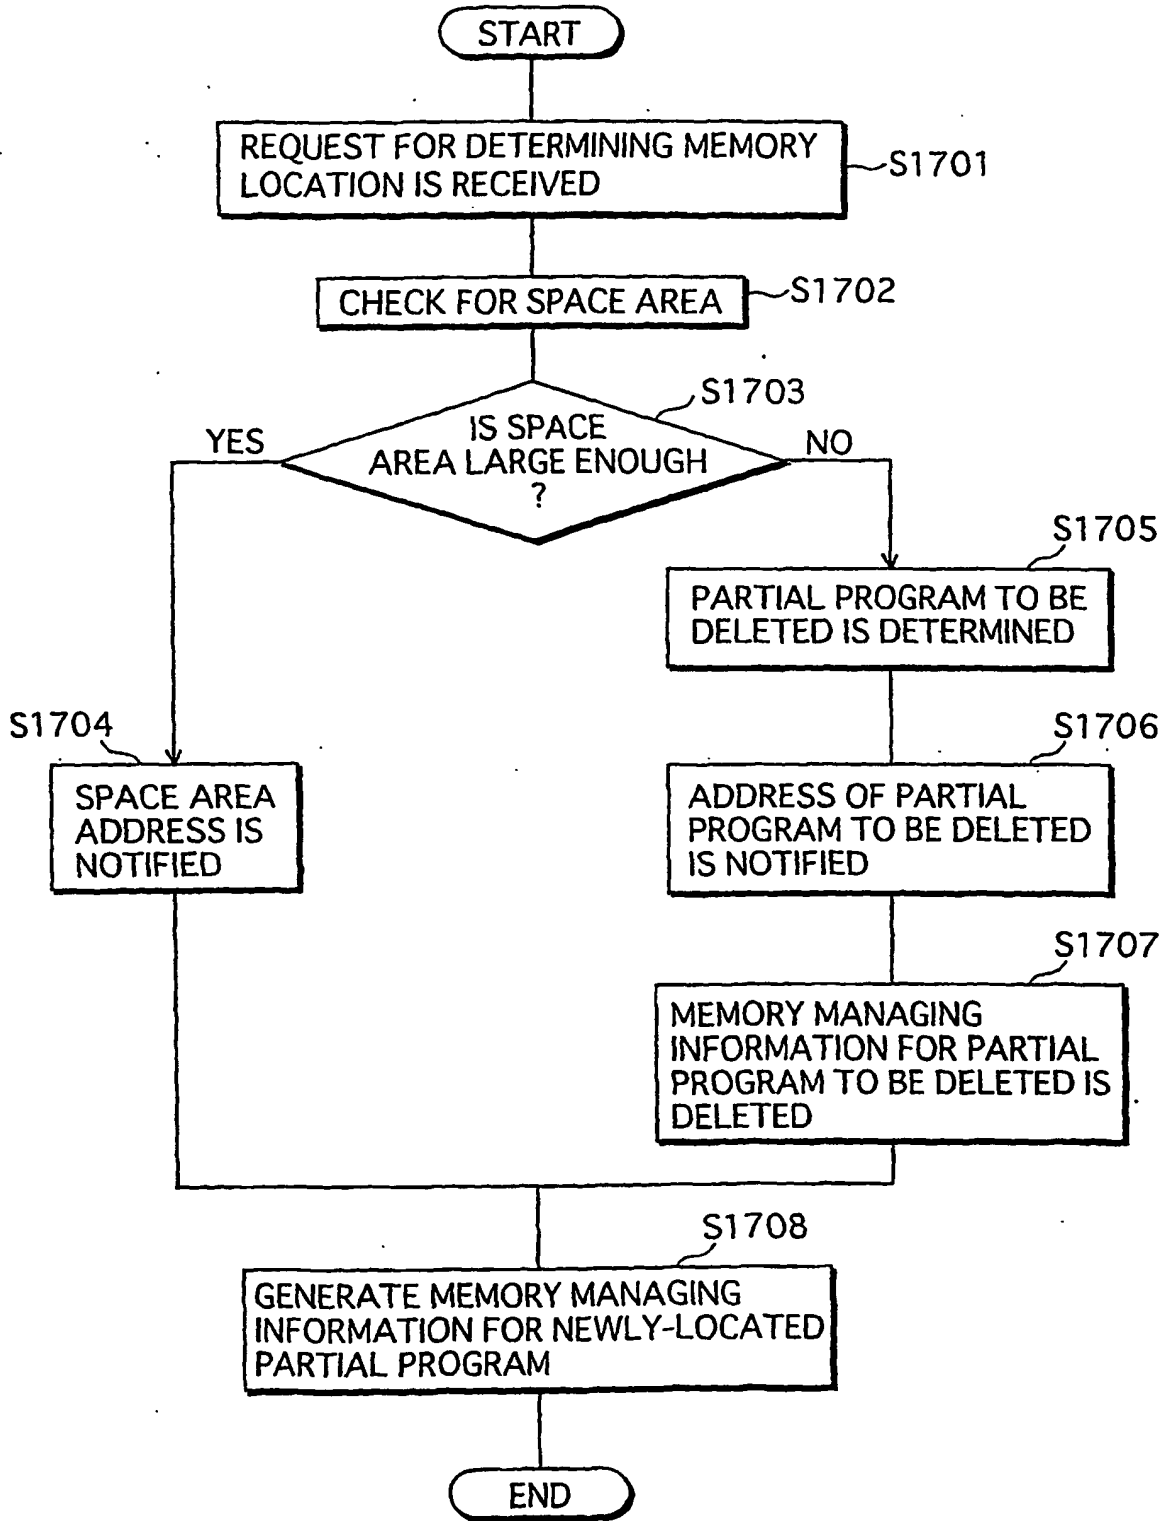 START
REQUEST FOR DETERMINING MEMORY
LOCATION IS RECEIVED
S1701
CHECK FOR SPACE AREA
S1702
S1703
IS SPACE
AREA LARGE ENOUGH
?
YES
NO
S1705
PARTIAL PROGRAM TO BE
DELETED IS DETERMINED
S1704
SPACE AREA
ADDRESS IS
NOTIFIED
S1706
ADDRESS OF PARTIAL
PROGRAM TO BE DELETED
IS NOTIFIED
S1707
MEMORY MANAGING
INFORMATION FOR PARTIAL
PROGRAM TO BE DELETED IS
DELETED
S1708
GENERATE MEMORY MANAGING
INFORMATION FOR NEWLY-LOCATED
PARTIAL PROGRAM
END